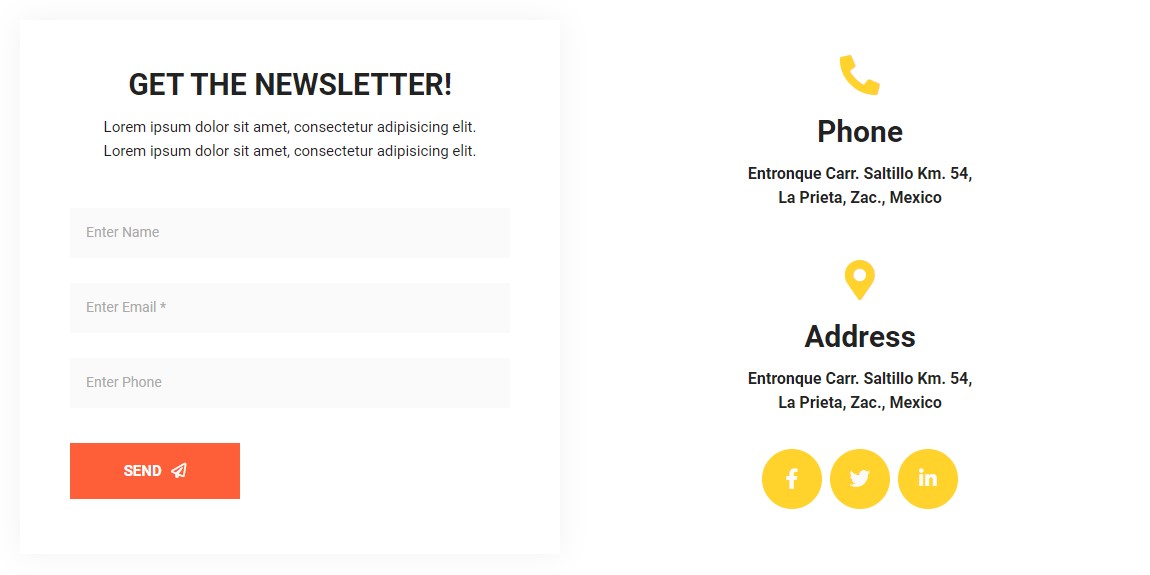 GET THE NEWSLETTER!
Lorem ipsum dolor sit amet, consectetur adipisicing elit.
Lorem ipsum dolor sit amet, consectetur adipisicing elit.
Enter Name
Enter Email *
Enter Phone
SEND
Phone
Entronque Carr. Saltillo Km. 54,
La Prieta, Zac., Mexico
Address
Entronque Carr. Saltillo Km. 54,
La Prieta, Zac., Mexico